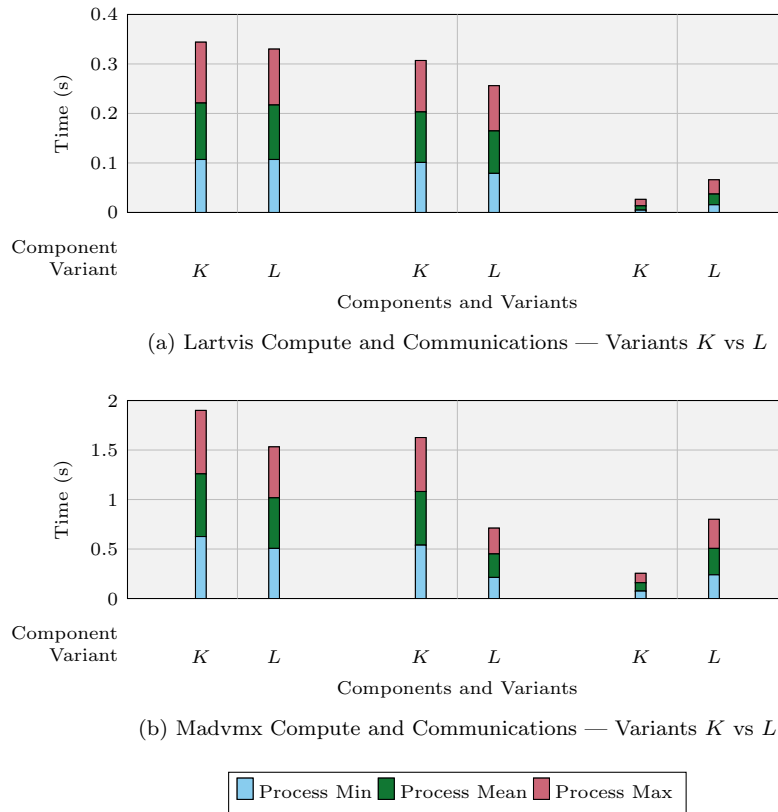 0.4
0.3
0.2
0.1
0
Time (s)
Component
Variant K L K L K L
Components and Variants
(a) Lartvis Compute and Communications — Variants K vs L
2
1.5
1
0.5
0
Time (s)
Component
Variant K L K L K L
Components and Variants
(b) Madvmx Compute and Communications — Variants K vs L
Process Min Process Mean Process Max